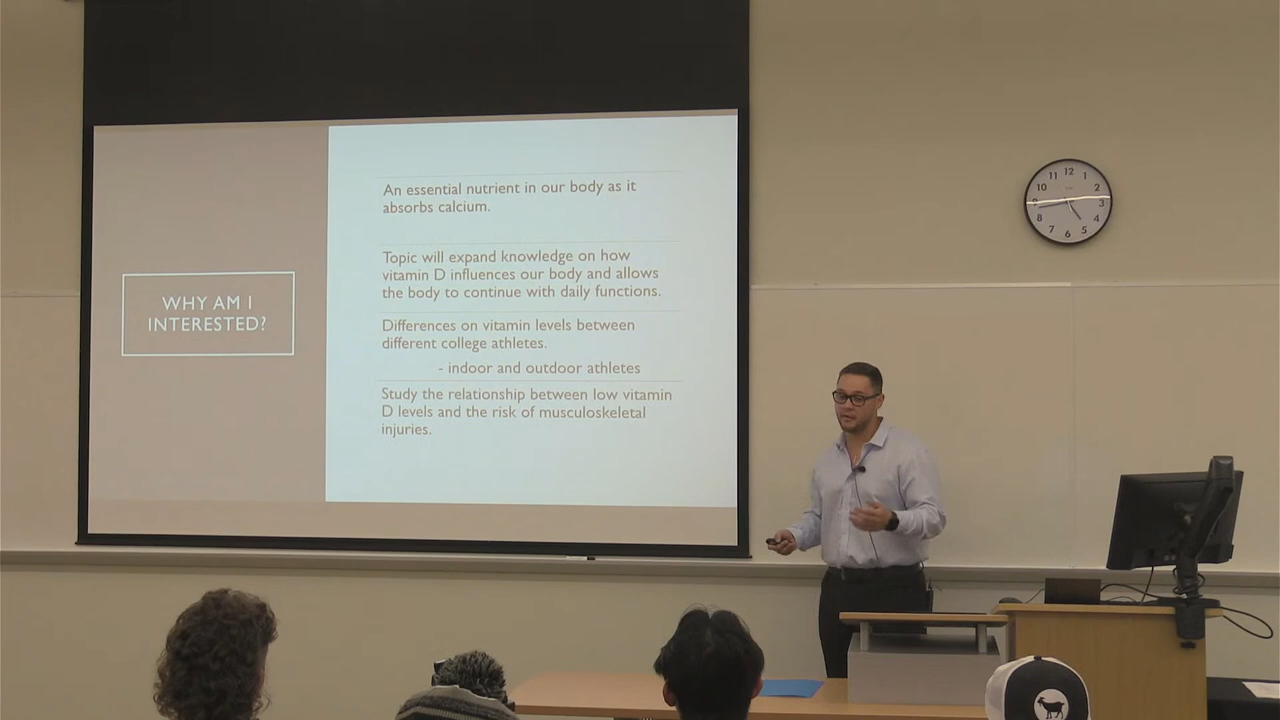 WHY AM I
INTERESTED?
An essential nutrient in our body as it
absorbs calcium.
Topic will expand knowledge on how
vitamin D influences our body and allows
the body to continue with daily functions.
Differences on vitamin levels between
different college athletes.
- indoor and outdoor athletes
Study the relationship between low vitamin
D levels and the risk of musculoskeletal
injuries.
12
1
2
3
4
5
6
7
8
9
10
11